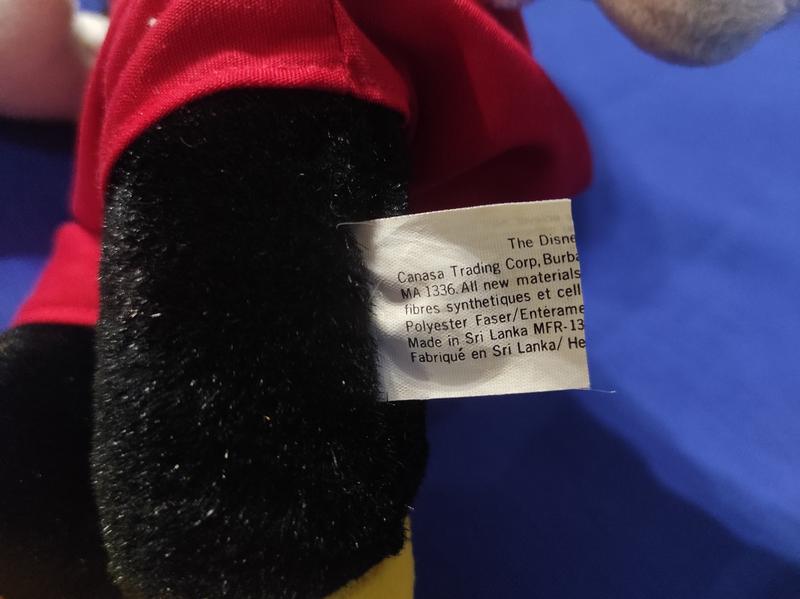 The Disne
Canasa Trading Corp, Burba
MA 1336. All new materials
fibres synthetiques et cell
Polyester Faser/Entèrame
Made in Sri Lanka MFR-13
Fabriqué en Sri Lanka/ He